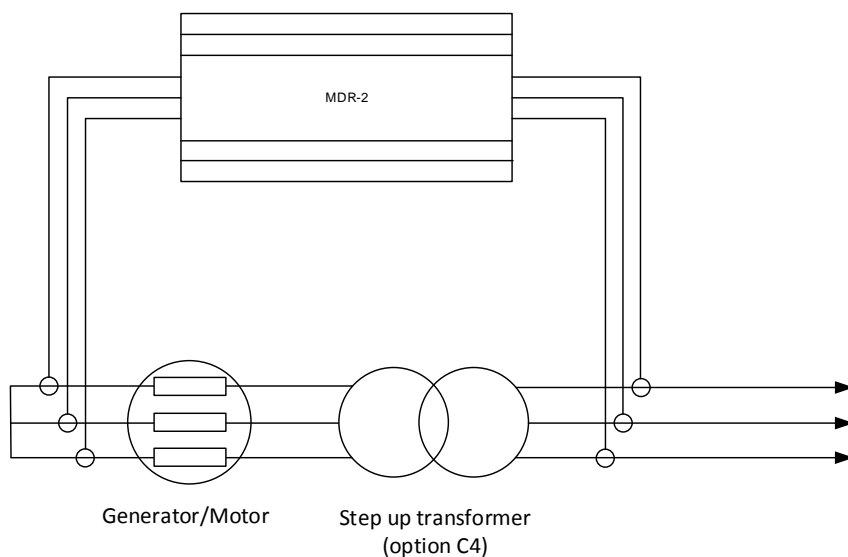 MDR-2
Generator/Motor
Step up transformer
(option C4)